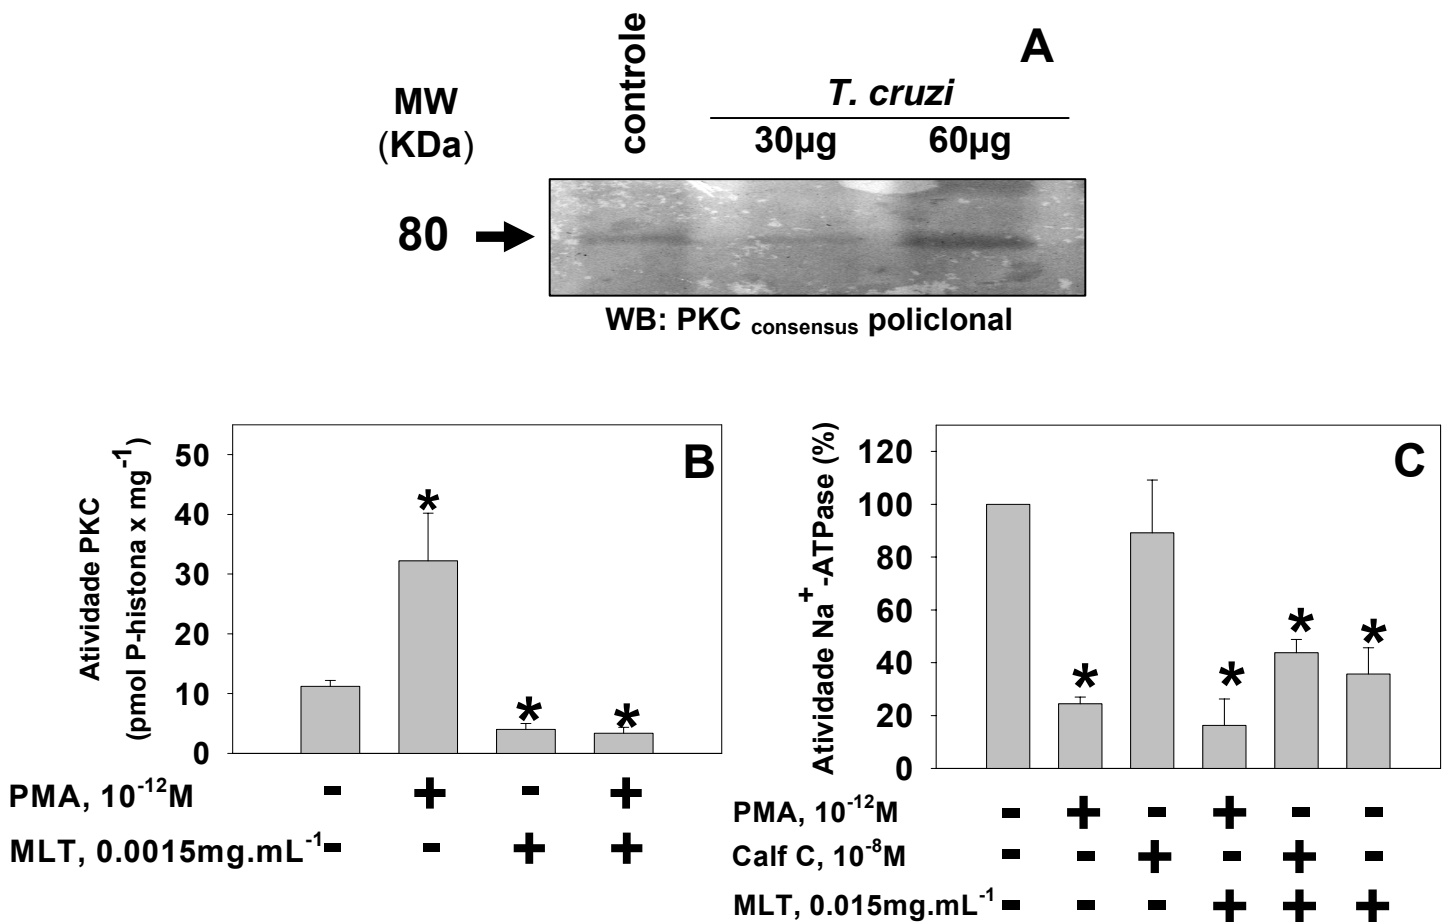 A
controle
T. cruzi
MW
(KDa)
30µg 60µg
80
WB: PKC consensus policlonal
B
Atividade PKC
(pmol P-histona x mg-1)
50
40
30
20
10
0
*
*
*
PMA, 10-12M - + - +
MLT, 0.0015mg.mL-1 - - + +
C
Atividade Na+-ATPase (%)
120
100
80
60
40
20
0
*
*
*
*
PMA, 10-12M - + - + - -
Calf C, 10-8M - - + - + -
MLT, 0.015mg.mL-1 - - - + + +